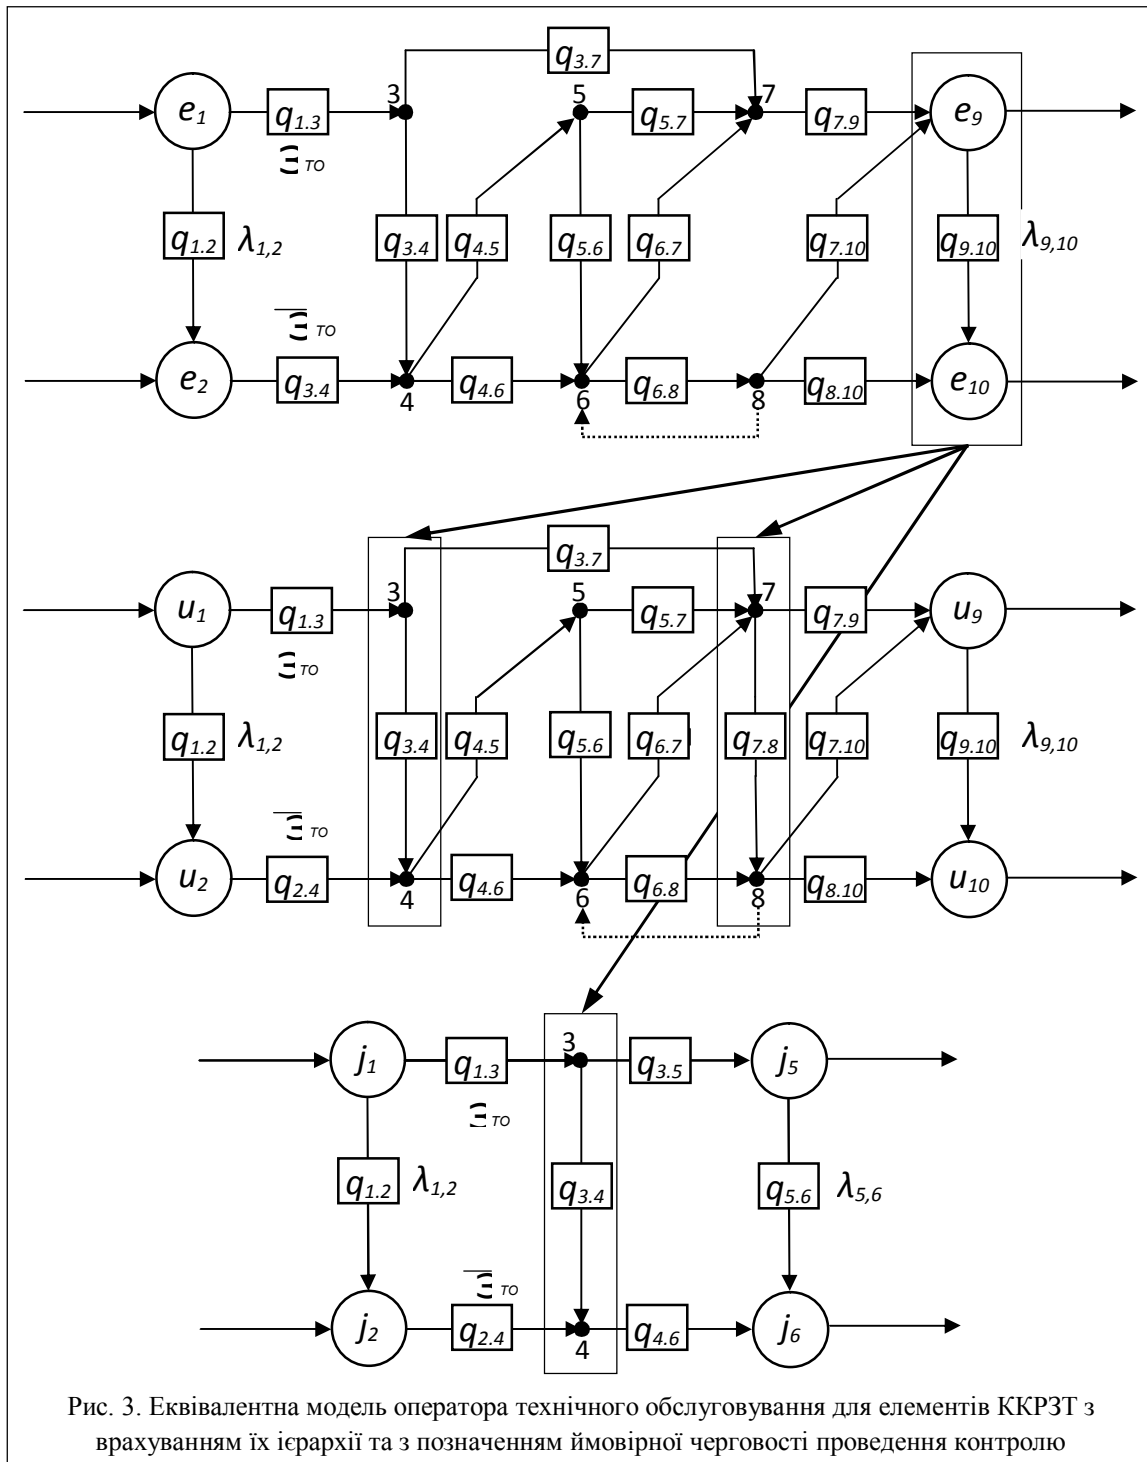 q3.7
e1 q1.3 3 5 q5.7 7 q7.9 e9
Ξ ТО
q1.2 λ1,2 q3.4 q4.5 q5.6 q6.7 q7.10 q9.10 λ9,10
Ξ ТО
e2 q3.4 4 q4.6 6 q6.8 8 q8.10 e10
q3.7
u1 q1.3 3 5 q5.7 7 q7.9 u9
Ξ ТО
q1.2 λ1,2 q3.4 q4.5 q5.6 q6.7 q7.8 q7.10 q9.10 λ9,10
Ξ ТО
u2 q2.4 4 q4.6 6 q6.8 8 q8.10 u10
j1 q1.3 3 q3.5 j5
Ξ ТО
q1.2 λ1,2 q3.4 q5.6 λ5,6
Ξ ТО
j2 q2.4 4 q4.6 j6
Рис. 3. Еквівалентна модель оператора технічного обслуговування для елементів ККРЗТ з
врахуванням їх ієрархії та з позначенням ймовірної черговості проведення контролю